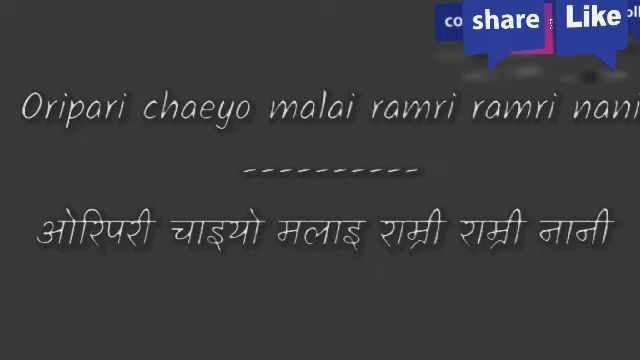 share Like
Oripari chaeyo malai ramri ramri nani
ओरिपरी चाइयो मलाइ राम्री राम्री नानी